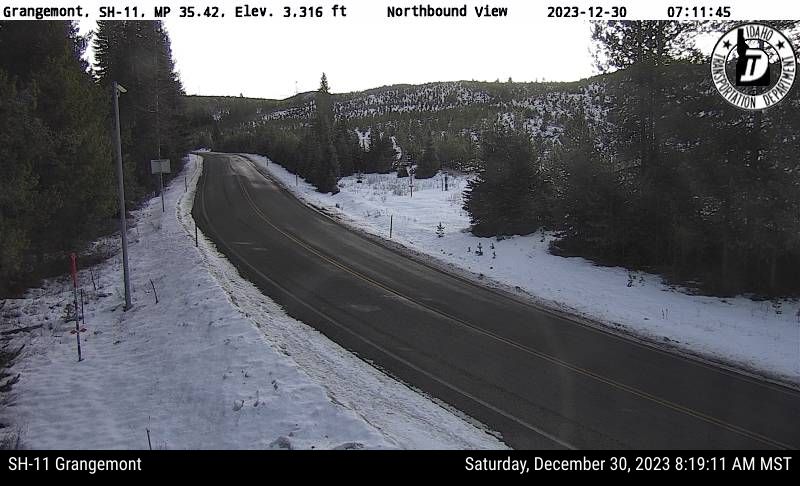 Grangemont, SH-11, MP 35.42, Elev. 3,316 ft Northbound View 2023-12-30 07:11:45
IDAHO
TRANSPORTATION DEPARTMENT
SH-11 Grangemont Saturday, December 30, 2023 8:19:11 AM MST